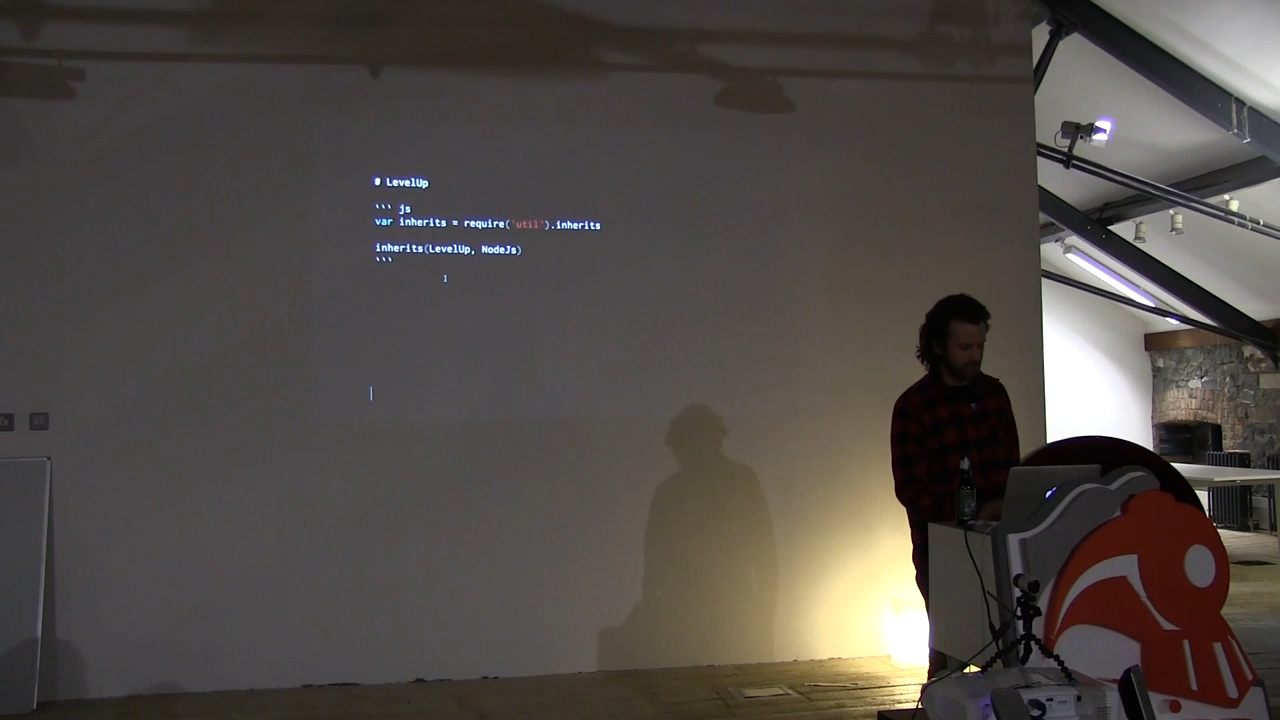 # LevelUp
``` js
var inherits = require('util').inherits
inherits(LevelUp, NodeJs)
```